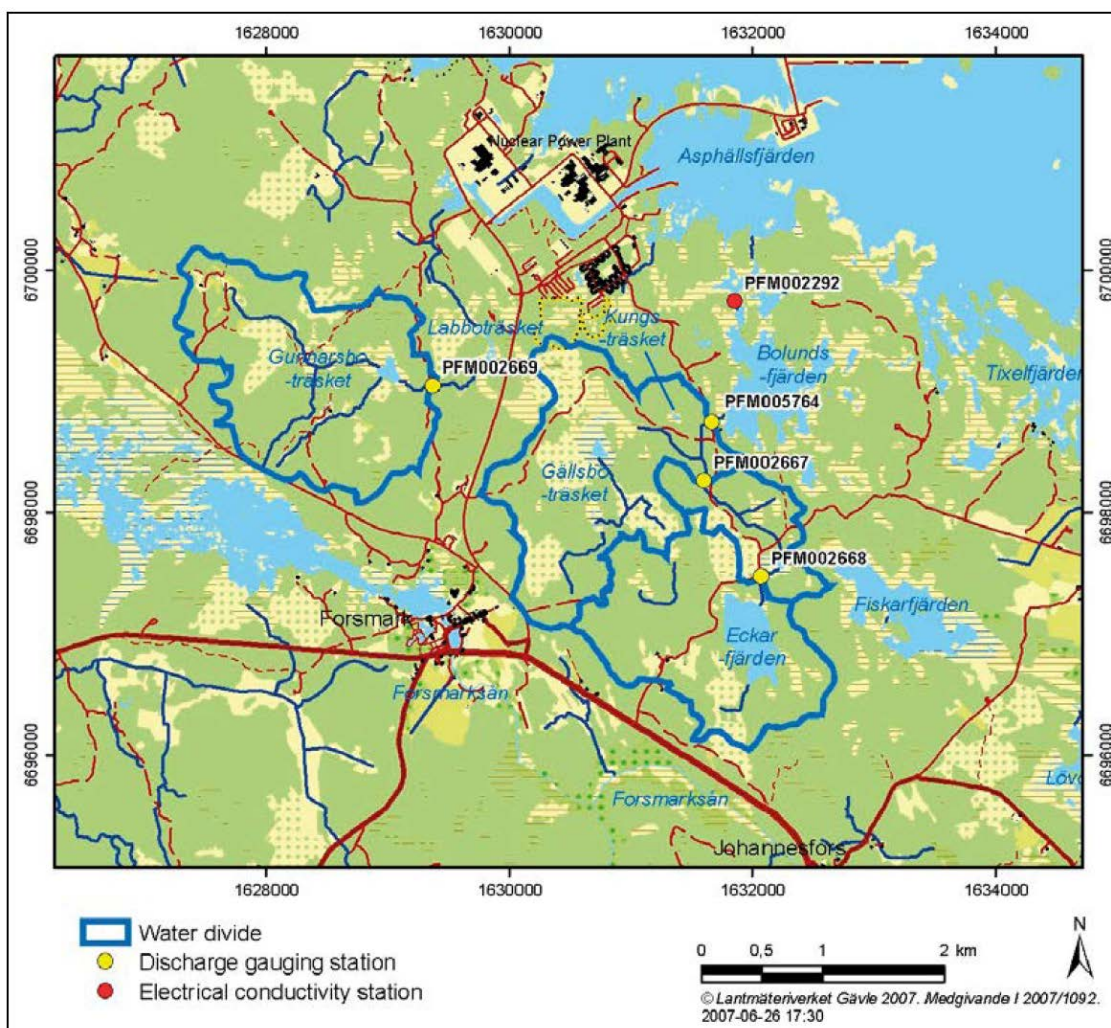 1628000
1630000
1632000
1634000
Nuclear Power Plant
Asphällsfjärden
6700000
6700000
PFM002292
Labboträsket
Kungs
-träsket
Gunnarsbo
-träsket
Bolunds
-fjärden
Tixelfjärden
PFM002669
PFM005764
Gällsbo
-träsket
PFM002667
6698000
6698000
PFM002668
Forsmark
Fiskarfjärden
Eckar
-fjärden
Forsmarksån
6696000
6696000
Forsmarksån
Johannesfors
1628000
1630000
1632000
1634000
Water divide
Discharge gauging station
Electrical conductivity station
N
0 0,5 1 2 km
© Lantmäteriverket Gävle 2007. Medgivande I 2007/1092.
2007-06-26 17:30